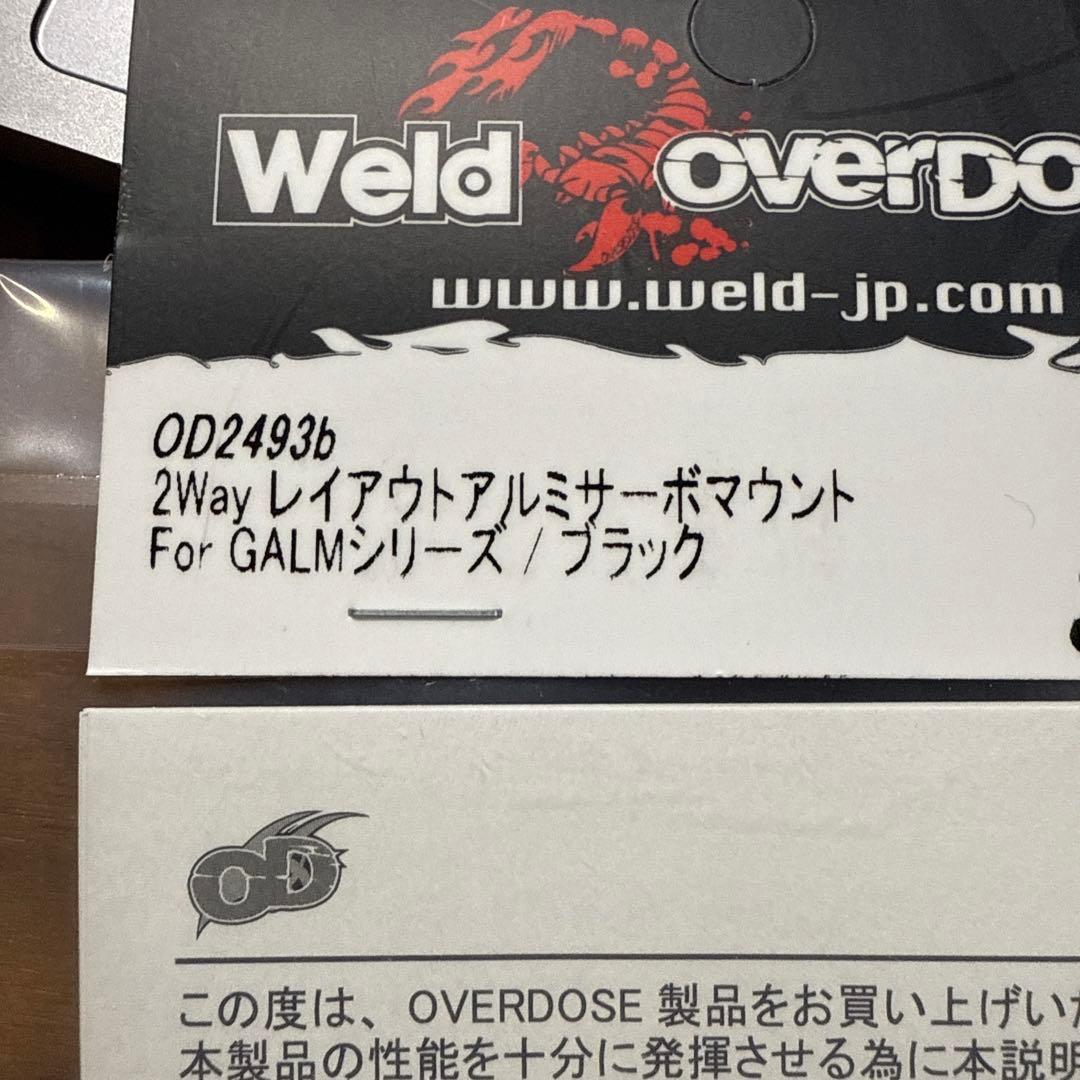 Weld OVERDO
www.weld-jp.com
OD2493b
2Way レイアウトアルミサーボマウント
For GALMシリーズ / ブラック
OD
この度は、OVERDOSE 製品をお買い上げい
本製品の性能を十分に発揮させる為に本説明